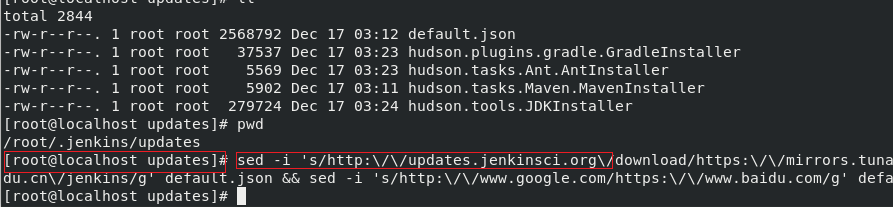 total 2844
-rw-r--r--. 1 root root 2568792 Dec 17 03:12 default.json
-rw-r--r--. 1 root root   37537 Dec 17 03:23 hudson.plugins.gradle.GradleInstaller
-rw-r--r--. 1 root root    5569 Dec 17 03:23 hudson.tasks.Ant.AntInstaller
-rw-r--r--. 1 root root    5902 Dec 17 03:11 hudson.tasks.Maven.MavenInstaller
-rw-r--r--. 1 root root  279724 Dec 17 03:24 hudson.tools.JDKInstaller
[root@localhost updates]# pwd
/root/.jenkins/updates
[root@localhost updates]# sed -i 's/http:\/\/updates.jenkinsci.org\/download/https:\/\/mirrors.tuna
du.cn\/jenkins/g' default.json && sed -i 's/http:\/\/www.google.com/https:\/\/www.baidu.com/g' defa
[root@localhost updates]#